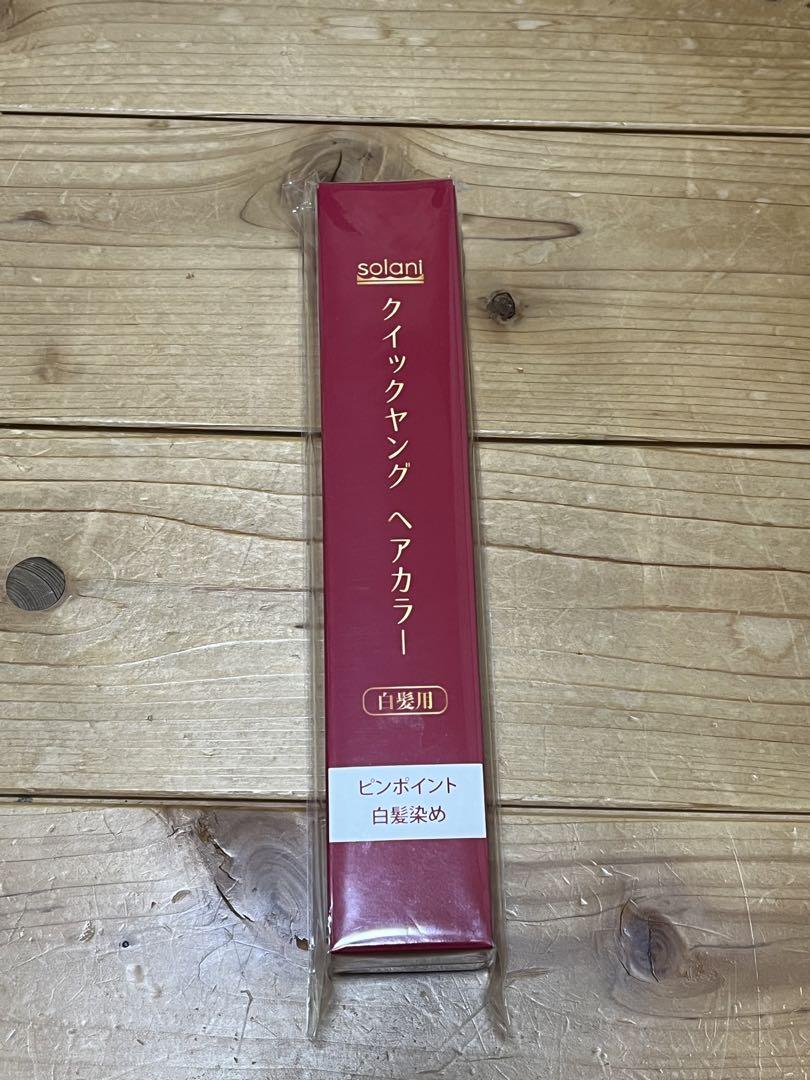 solani
クイックヤング ヘアカラー
白髪用
ピンポイント
白髪染め